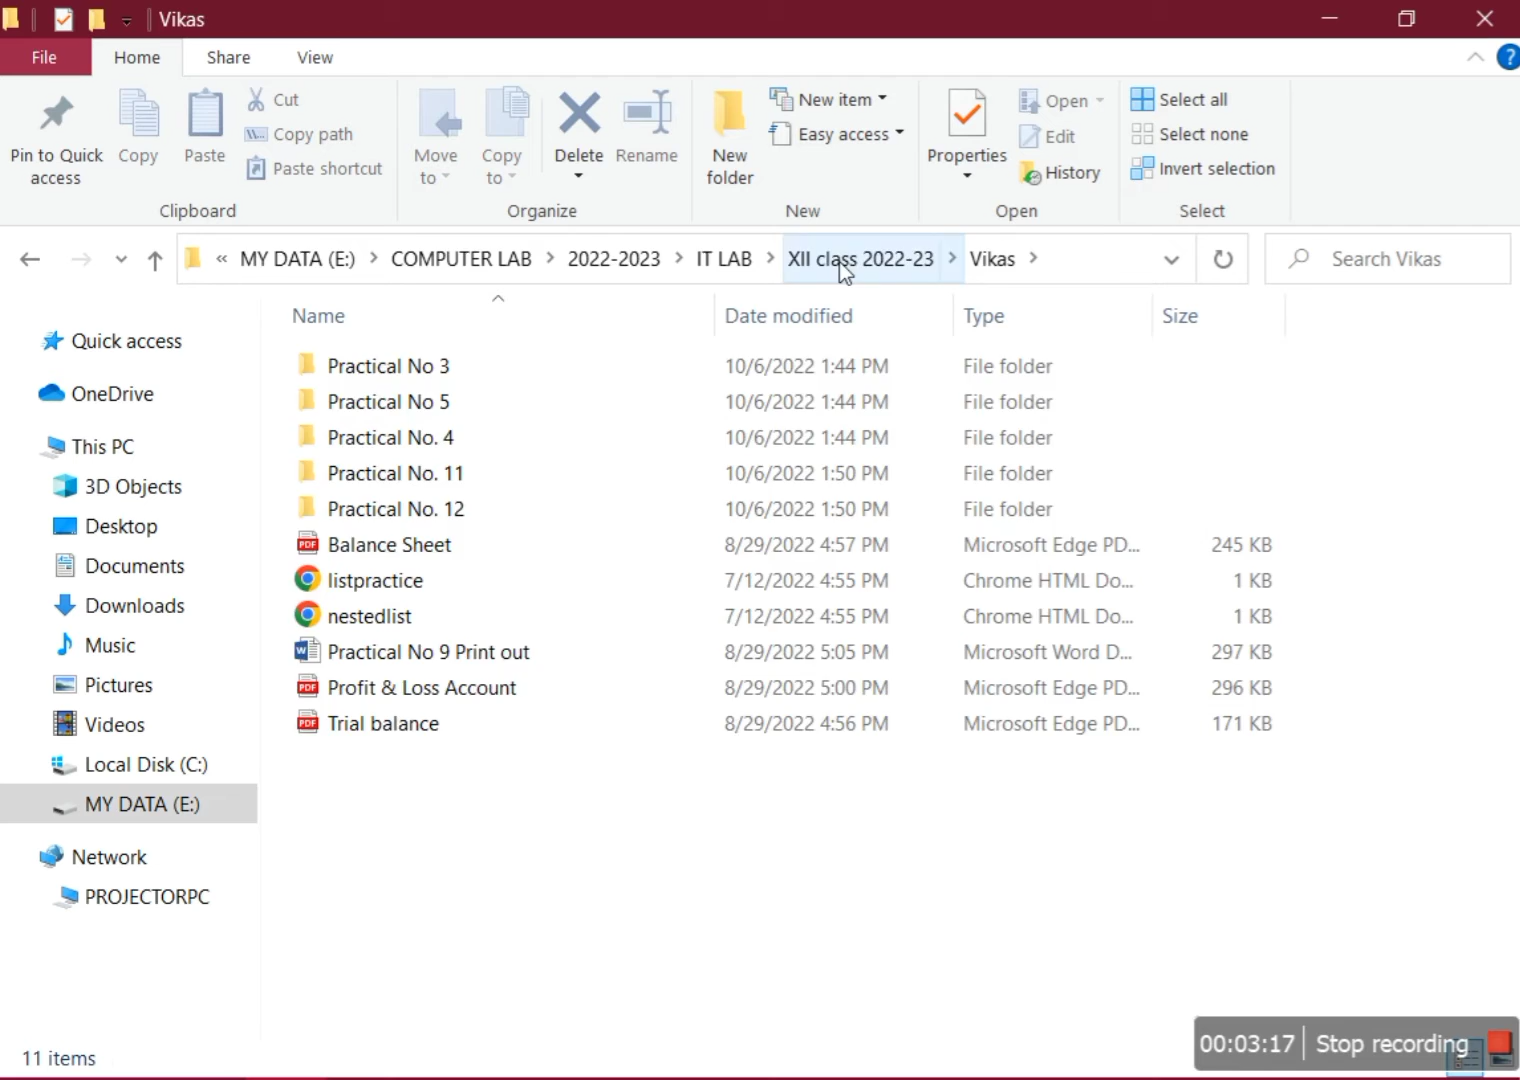 Vikas
File Home Share View
Pin to Quick access
Copy
Paste
Cut
Copy path
Paste shortcut
Clipboard
Move to
Copy to
Delete
Rename
Organize
New folder
New item
Easy access
New
Properties
Open
Edit
History
Open
Select all
Select none
Invert selection
Select
« MY DATA (E:) > COMPUTER LAB > 2022-2023 > IT LAB > XII class 2022-23 > Vikas >
Search Vikas
Quick access
OneDrive
This PC
3D Objects
Desktop
Documents
Downloads
Music
Pictures
Videos
Local Disk (C:)
MY DATA (E:)
Network
PROJECTORPC
Name Date modified Type Size
Practical No 3 10/6/2022 1:44 PM File folder
Practical No 5 10/6/2022 1:44 PM File folder
Practical No. 4 10/6/2022 1:44 PM File folder
Practical No. 11 10/6/2022 1:50 PM File folder
Practical No. 12 10/6/2022 1:50 PM File folder
PDF Balance Sheet 8/29/2022 4:57 PM Microsoft Edge PD... 245 KB
listpractice 7/12/2022 4:55 PM Chrome HTML Do... 1 KB
nestedlist 7/12/2022 4:55 PM Chrome HTML Do... 1 KB
Practical No 9 Print out 8/29/2022 5:05 PM Microsoft Word D... 297 KB
PDF Profit & Loss Account 8/29/2022 5:00 PM Microsoft Edge PD... 296 KB
PDF Trial balance 8/29/2022 4:56 PM Microsoft Edge PD... 171 KB
11 items
00:03:17 Stop recording